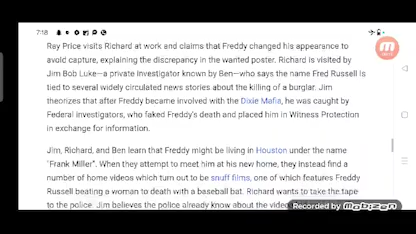 7:18
Ray Price visits Richard at work and claims that Freddy changed his appearance to
avoid capture, explaining the discrepancy in the wanted poster. Richard is visited by
Jim Bob Luke—a private investigator known by Ben—who says the name Fred Russell is
tied to several widely circulated news stories about the killing of a burglar. Jim
theorizes that after Freddy became involved with the Dixie Mafia, he was caught by
Federal investigators, who faked Freddy's death and placed him in Witness Protection
in exchange for information.
Jim, Richard, and Ben learn that Freddy might be living in Houston under the name
"Frank Miller". When they attempt to meet him at his new home, they instead find a
number of home videos which turn out to be snuff films, one of which features Freddy
Russell beating a woman to death with a baseball bat. Richard wants to take the tape
to the police. Jim believes the police already know about the video
Recorded by Mobizen